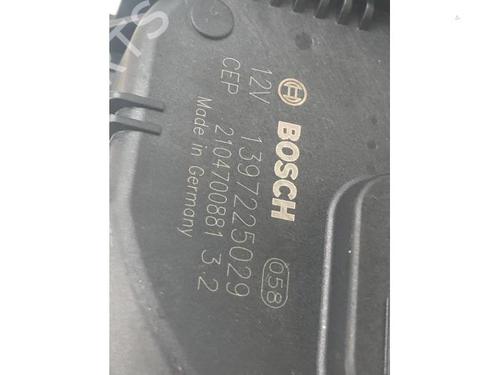 BOSCH
12V 1397225029 058
CEP 2104700881 3.2
Made in Germany